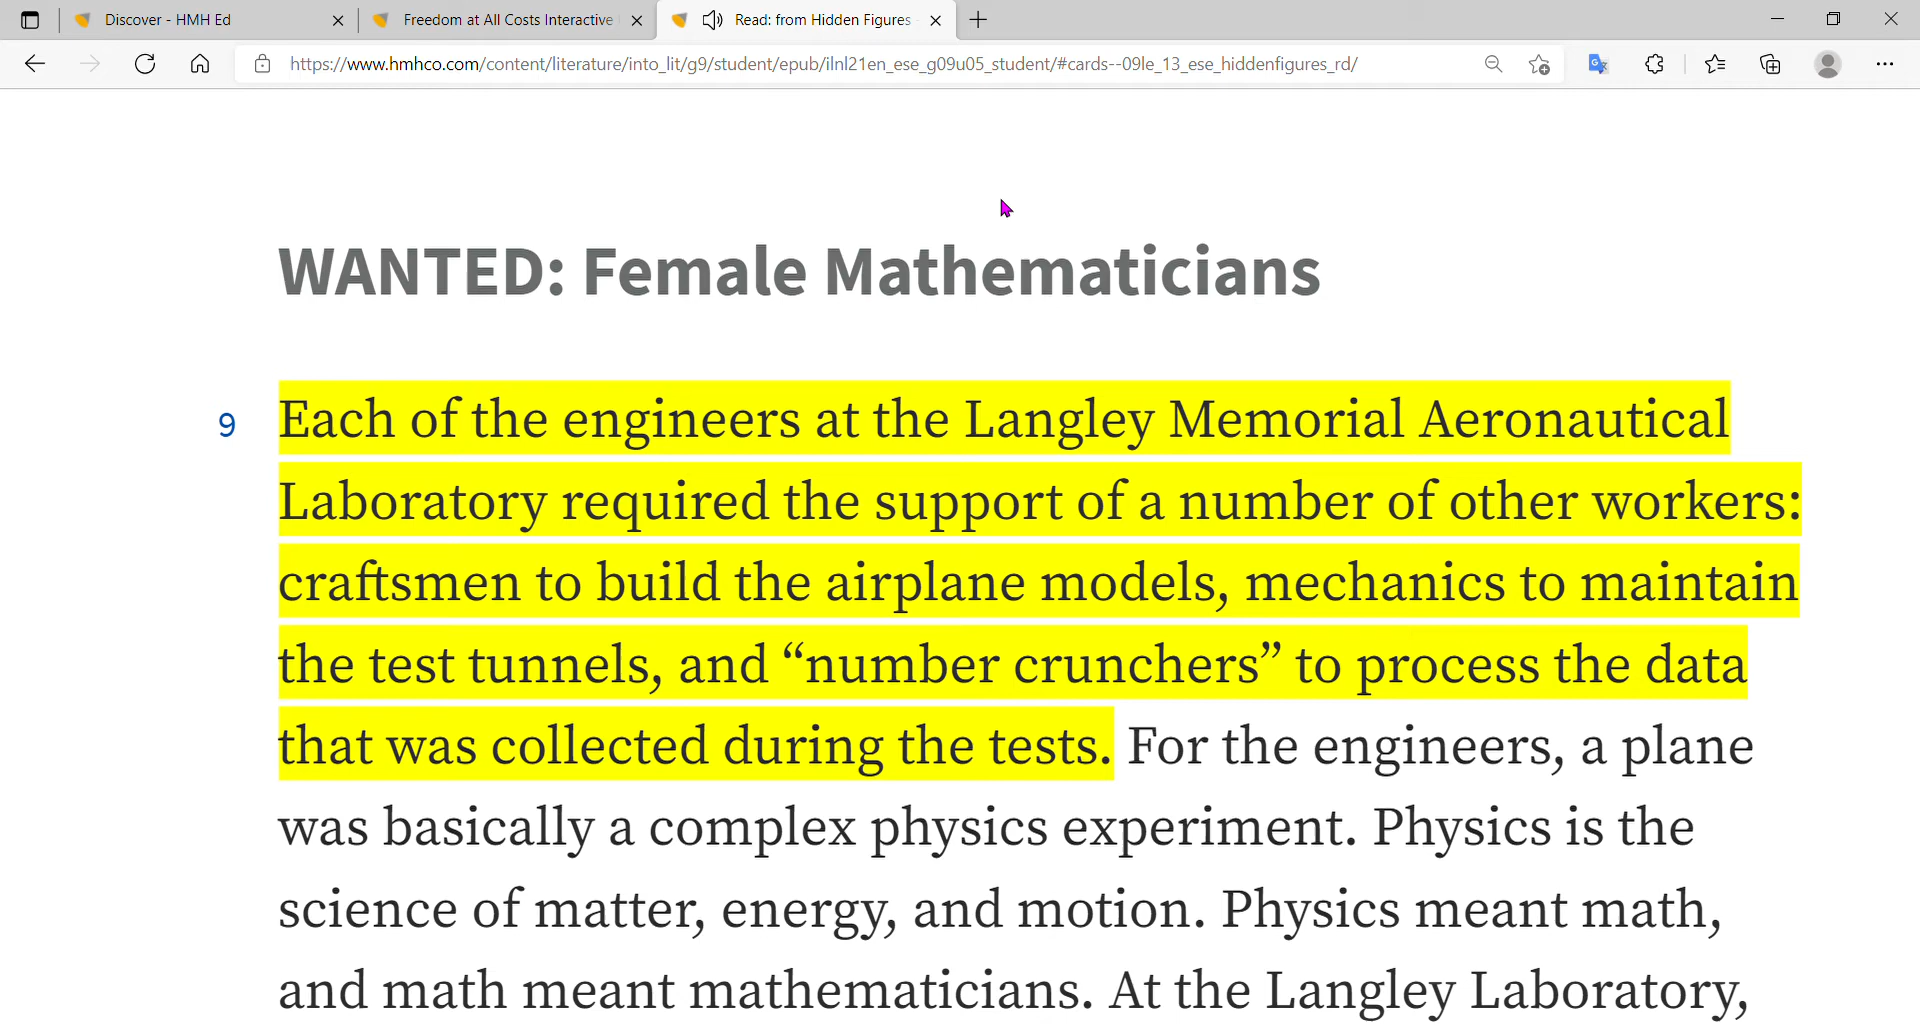 Discover - HMH Ed
Freedom at All Costs Interactive
Read: from Hidden Figures
https://www.hmhco.com/content/literature/into_lit/g9/student/epub/ilnl21en_ese_g09u05_student/#cards--09le_13_ese_hiddenfigures_rd/
WANTED: Female Mathematicians
9 Each of the engineers at the Langley Memorial Aeronautical
Laboratory required the support of a number of other workers:
craftsmen to build the airplane models, mechanics to maintain
the test tunnels, and “number crunchers” to process the data
that was collected during the tests. For the engineers, a plane
was basically a complex physics experiment. Physics is the
science of matter, energy, and motion. Physics meant math,
and math meant mathematicians. At the Langley Laboratory,